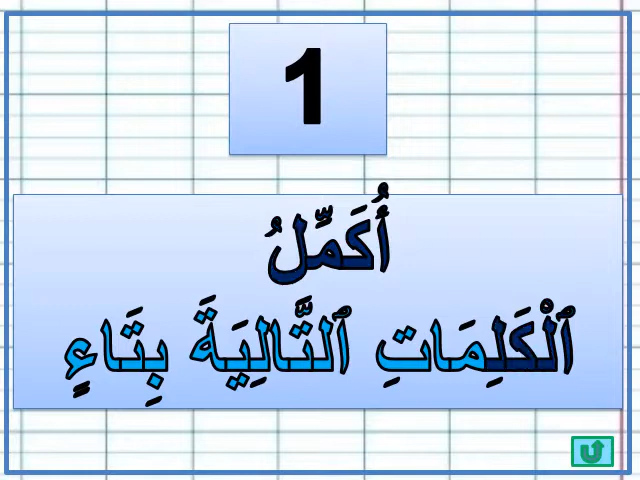 1
أُكَمِّلُ
ٱلْكَلِمَاتِ ٱلتَّالِيَةَ بِتَاءٍ